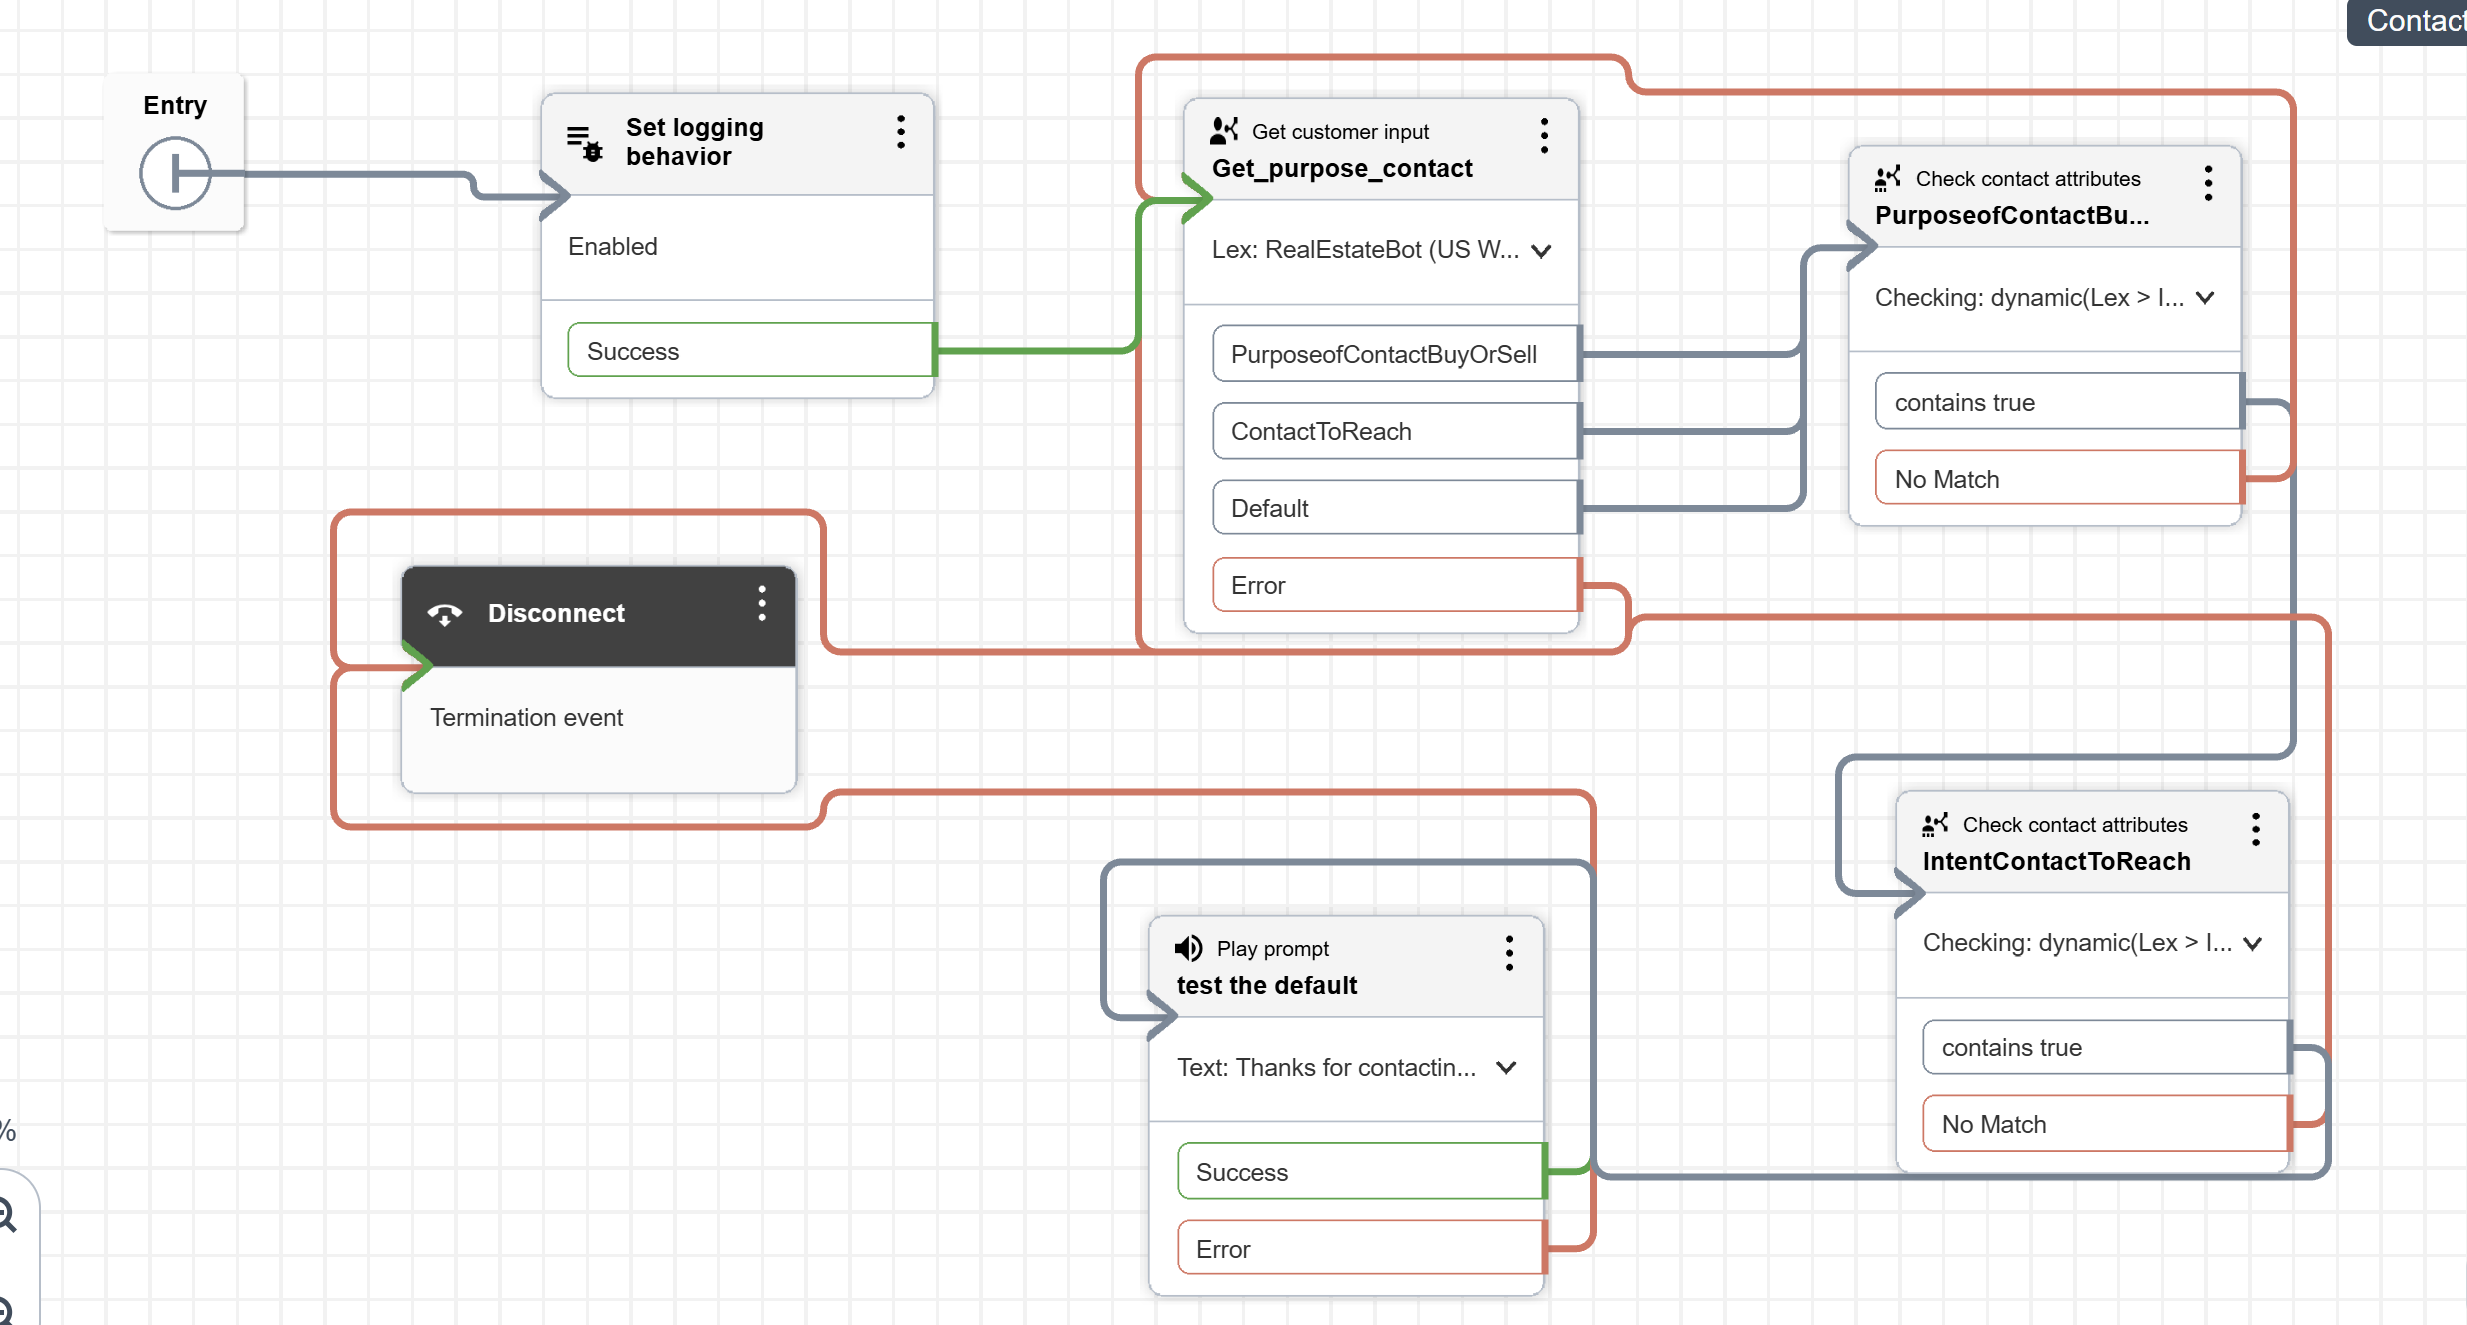 Contact
Entry
Set logging
behavior
Enabled
Success
Get customer input
Get_purpose_contact
Lex: RealEstateBot (US W...
PurposeofContactBuyOrSell
ContactToReach
Default
Error
Check contact attributes
PurposeofContactBu...
Checking: dynamic(Lex > I...
contains true
No Match
Disconnect
Termination event
Check contact attributes
IntentContactToReach
Checking: dynamic(Lex > I...
contains true
No Match
Play prompt
test the default
Text: Thanks for contactin...
Success
Error
%